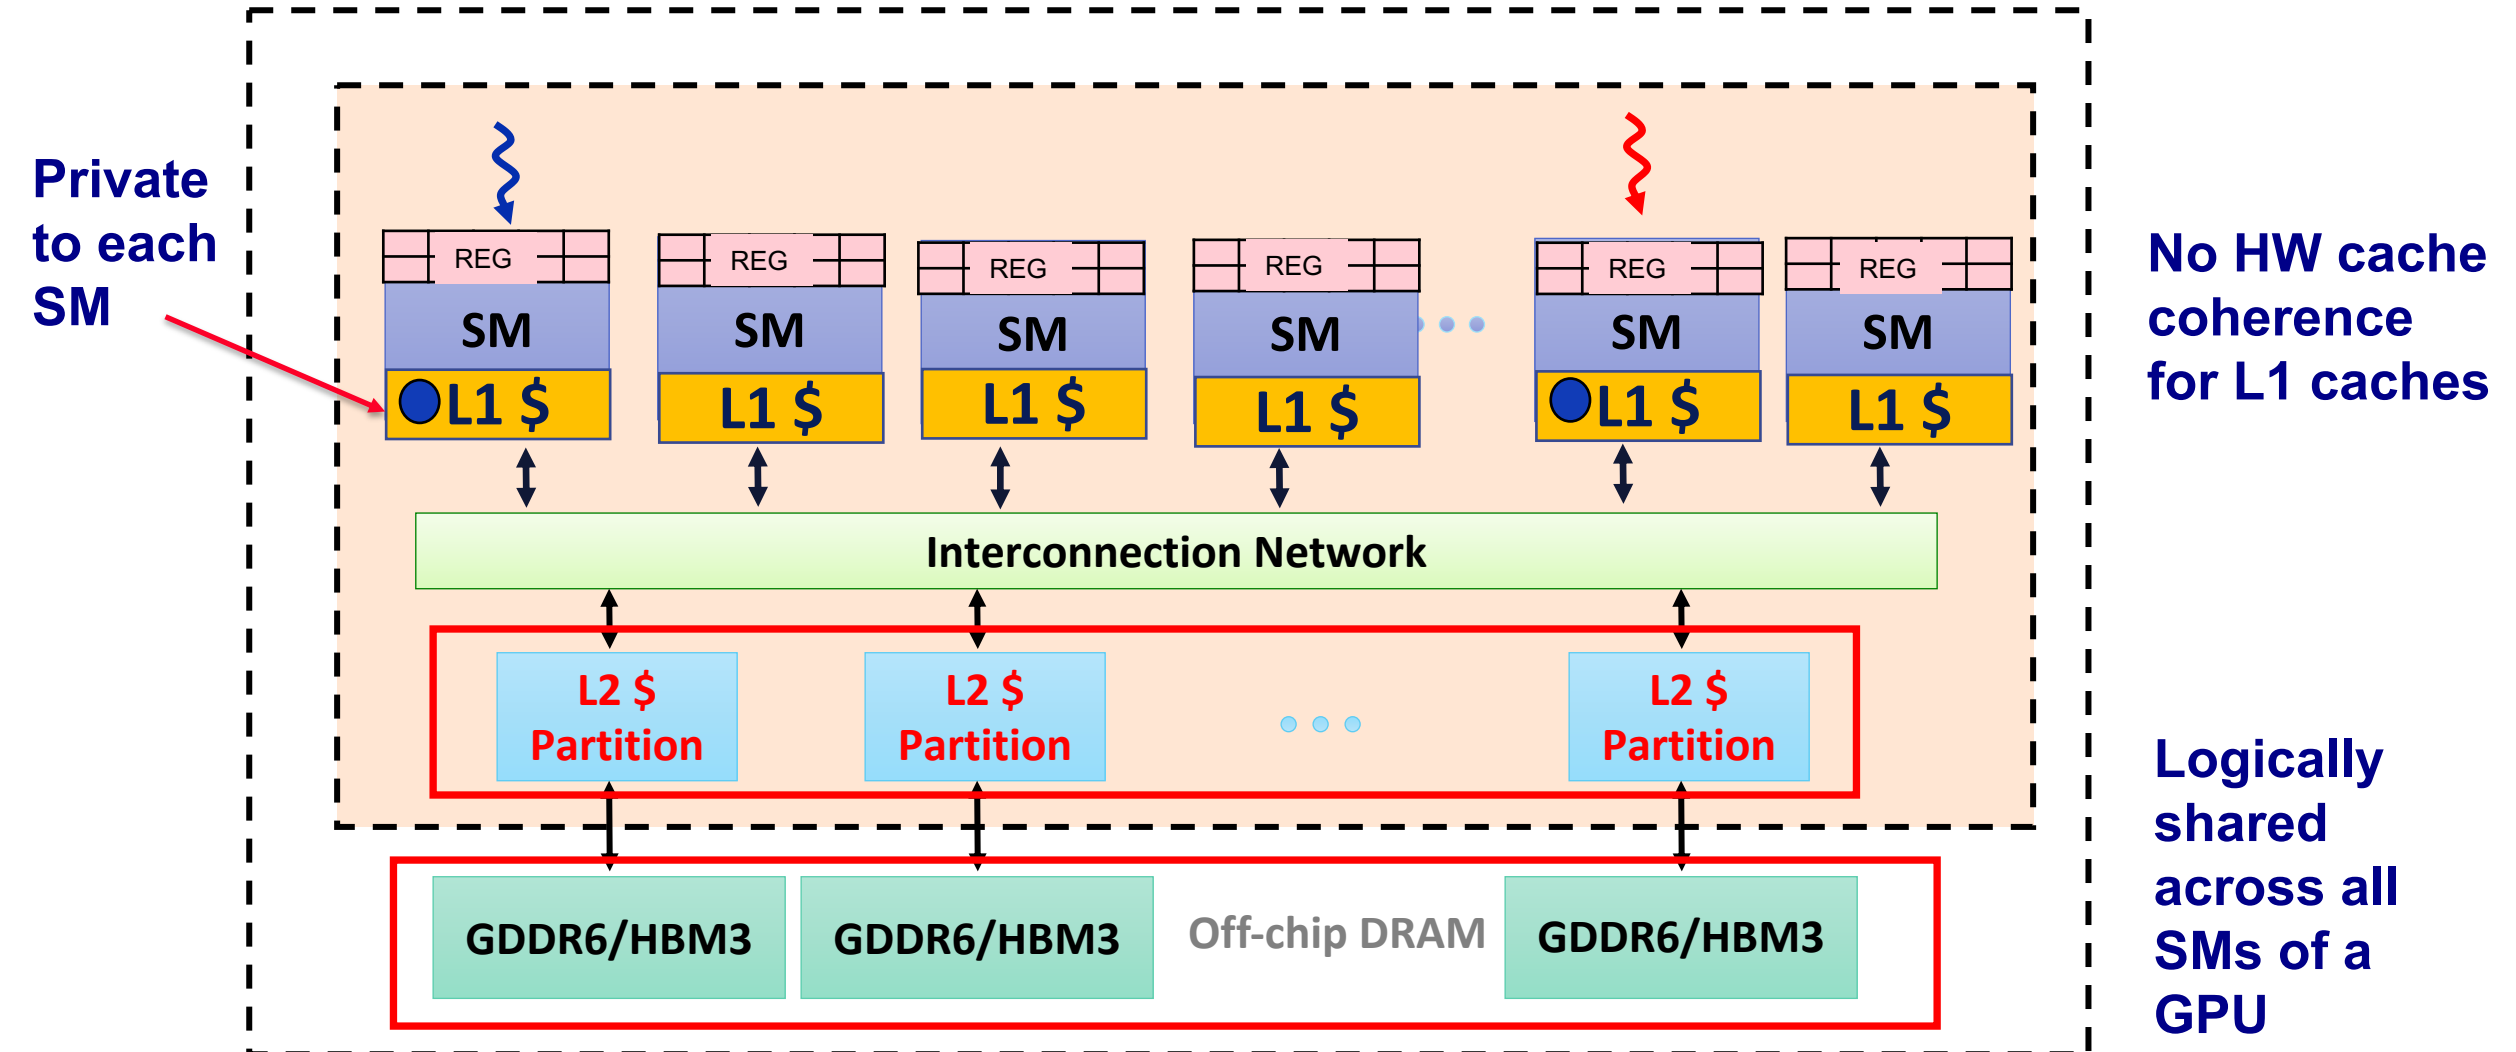 Private
to each
SM
REG
REG
REG
REG
REG
REG
SM
SM
SM
SM
SM
SM
L1 $
L1 $
L1 $
L1 $
L1 $
L1 $
No HW cache
coherence
for L1 caches
Interconnection Network
L2 $
Partition
L2 $
Partition
L2 $
Partition
GDDR6/HBM3
GDDR6/HBM3
Off-chip DRAM
GDDR6/HBM3
Logically
shared
across all
SMs of a
GPU